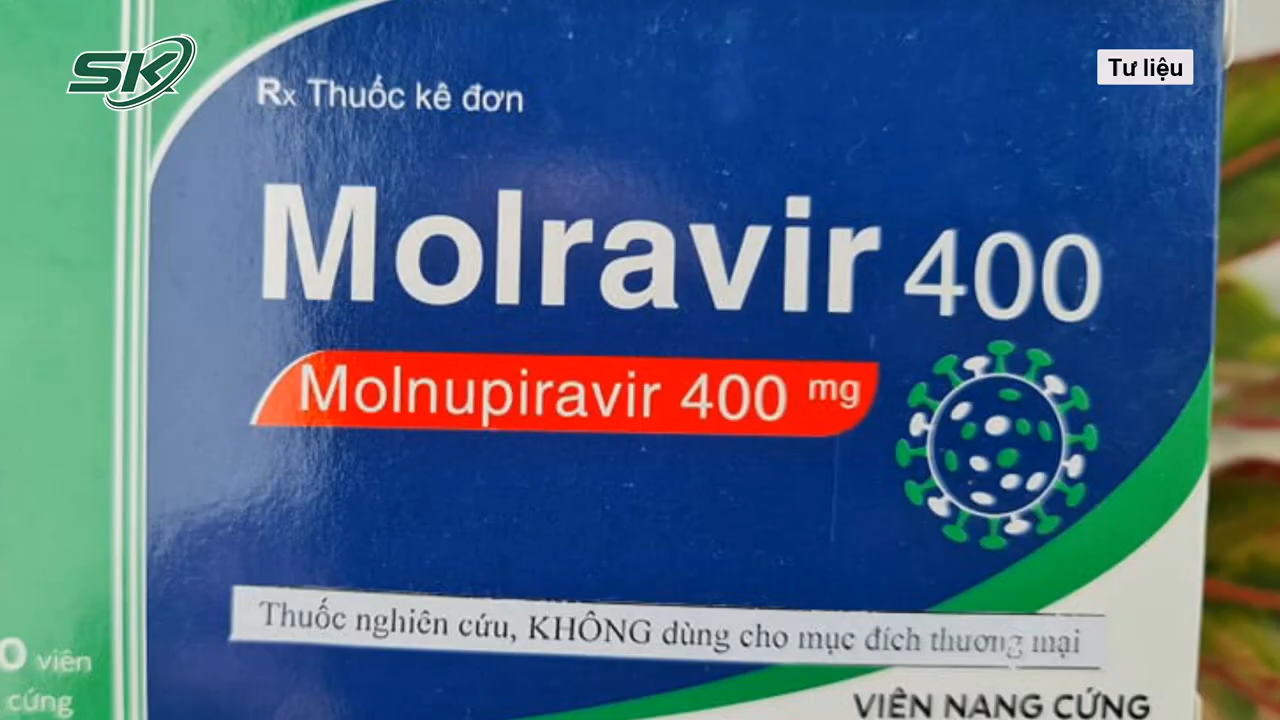 SK
Tư liệu
Rx Thuốc kê đơn
Molravir 400
Molnupiravir 400 mg
Thuốc nghiên cứu, KHÔNG dùng cho mục đích thương mại
0 viên
cứng
VIÊN NANG CỨNG